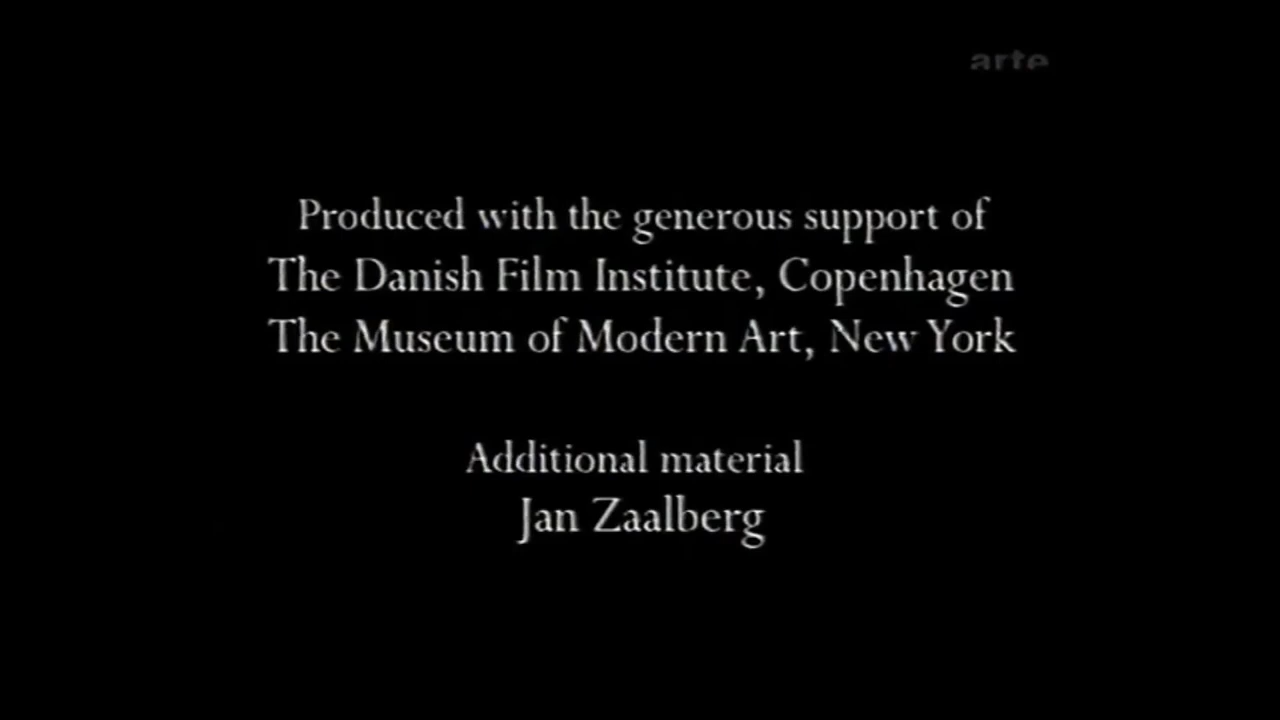 arte
Produced with the generous support of
The Danish Film Institute, Copenhagen
The Museum of Modern Art, New York
Additional material
Jan Zaalberg